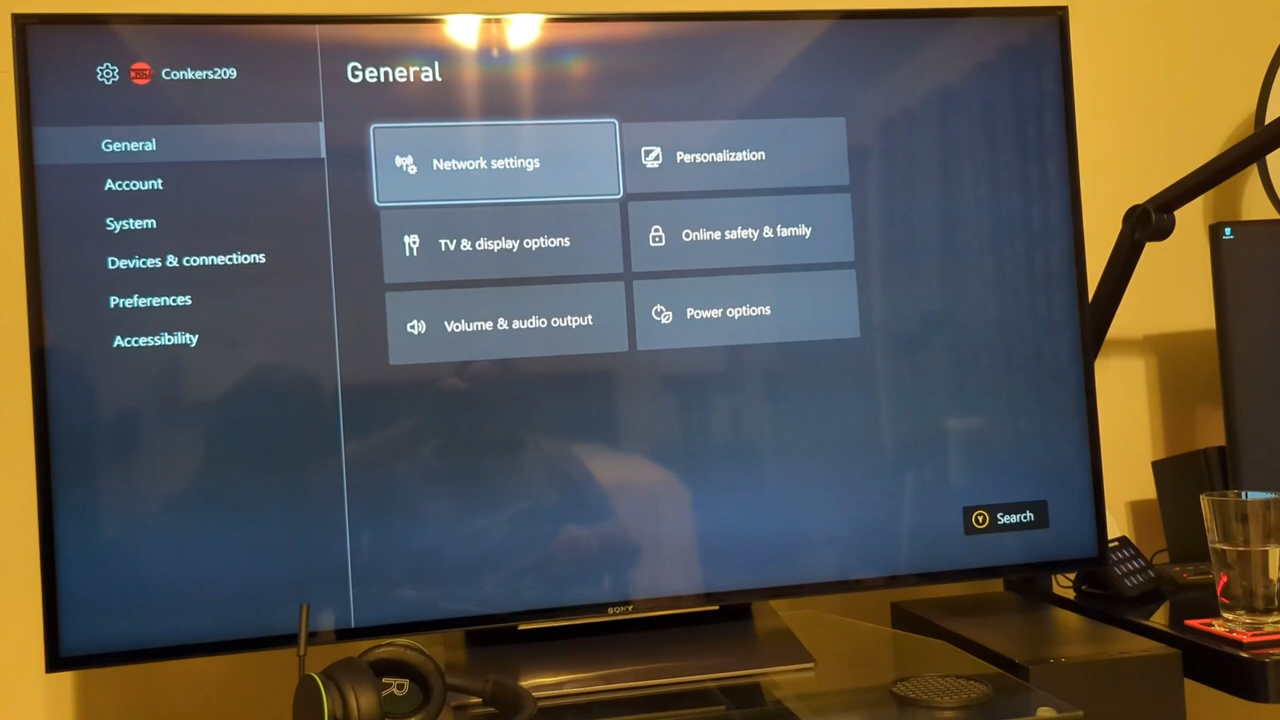 Conkers209
General
General
Account
System
Devices & connections
Preferences
Accessibility
Network settings
Personalization
TV & display options
Online safety & family
Volume & audio output
Power options
Y Search
SONY
R